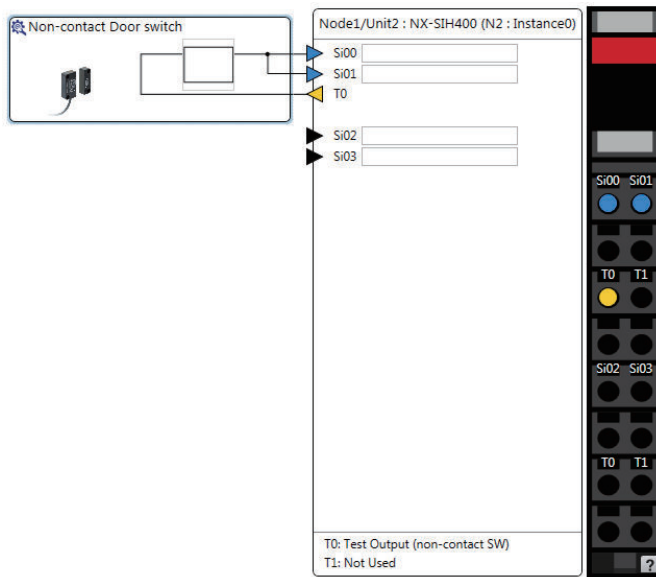 Non-contact Door switch
Node1/Unit2 : NX-SIH400 (N2 : Instance0)
Si00
Si01
T0
Si02
Si03
T0: Test Output (non-contact SW)
T1: Not Used
Si00 Si01
T0 T1
Si02 Si03
T0 T1
?